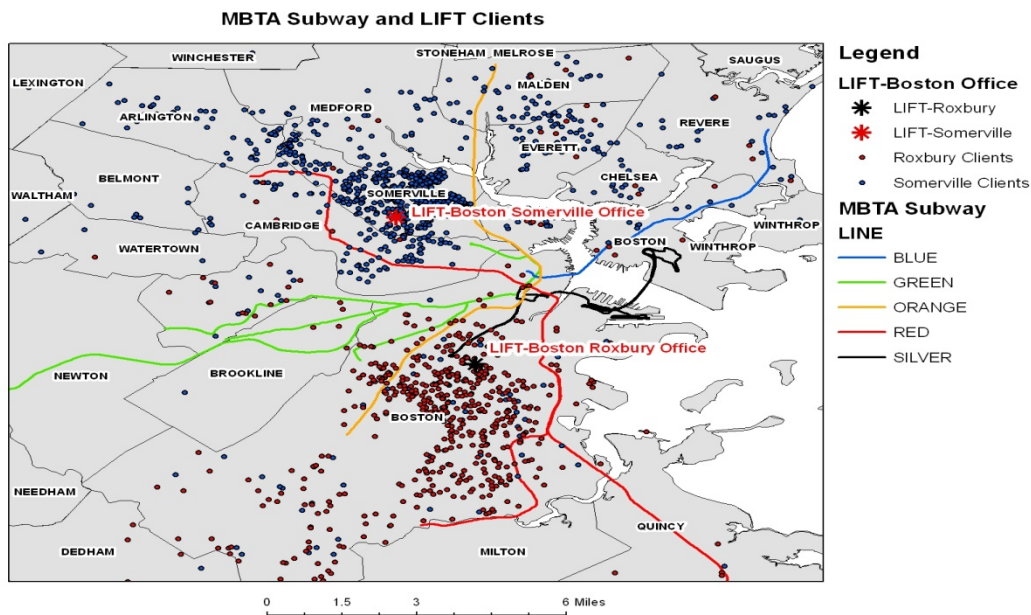 MBTA Subway and LIFT Clients
WINCHESTER
STONEHAM MELROSE
SAUGUS
LEXINGTON
MALDEN
MEDFORD
ARLINGTON
REVERE
EVERETT
BELMONT
CHELSEA
WALTHAM
SOMERVILLE
LIFT-Boston Somerville Office
CAMBRIDGE
WINTHROP
BOSTON
WINTHROP
WATERTOWN
LIFT-Boston Roxbury Office
NEWTON
BROOKLINE
BOSTON
NEEDHAM
QUINCY
DEDHAM
MILTON
Legend
LIFT-Boston Office
LIFT-Roxbury
LIFT-Somerville
Roxbury Clients
Somerville Clients
MBTA Subway
LINE
BLUE
GREEN
ORANGE
RED
SILVER
0 1.5 3 6 Miles